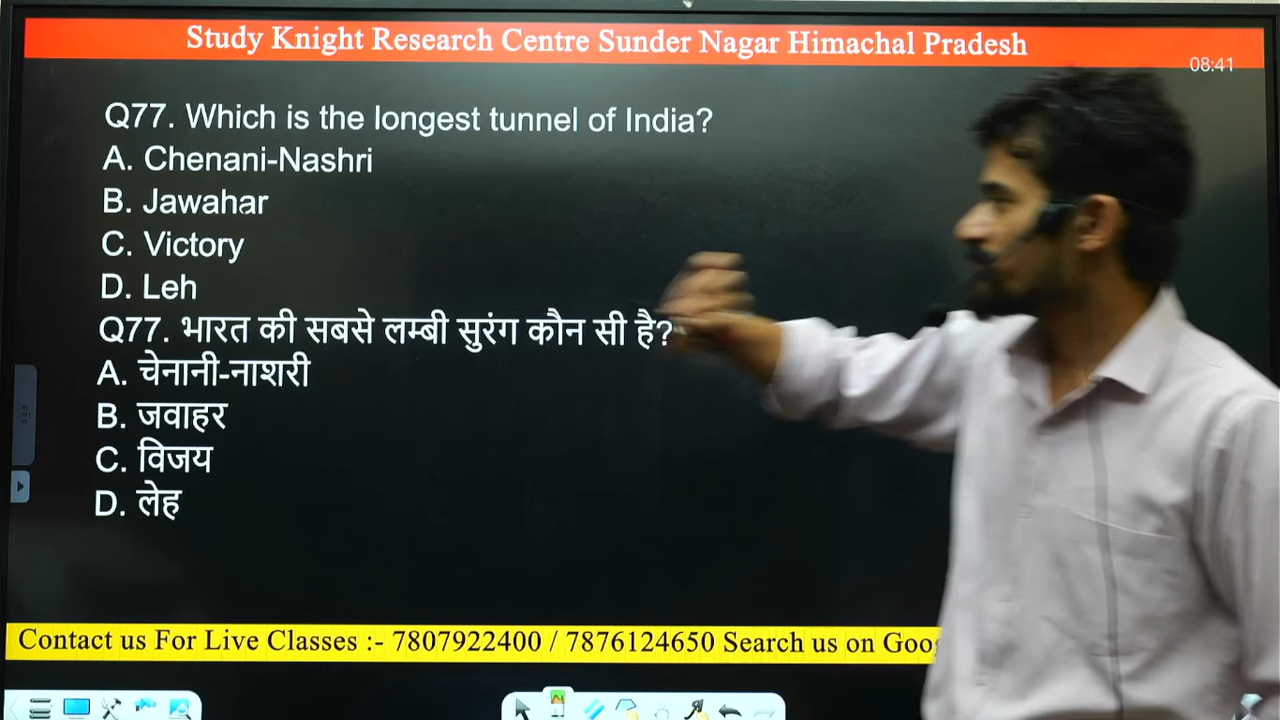 Study Knight Research Centre Sunder Nagar Himachal Pradesh
08:41
Q77. Which is the longest tunnel of India?
A. Chenani-Nashri
B. Jawahar
C. Victory
D. Leh
Q77. भारत की सबसे लम्बी सुरंग कौन सी है?
A. चेनानी-नाशरी
B. जवाहर
C. विजय
D. लेह
Contact us For Live Classes :- 7807922400 / 7876124650 Search us on